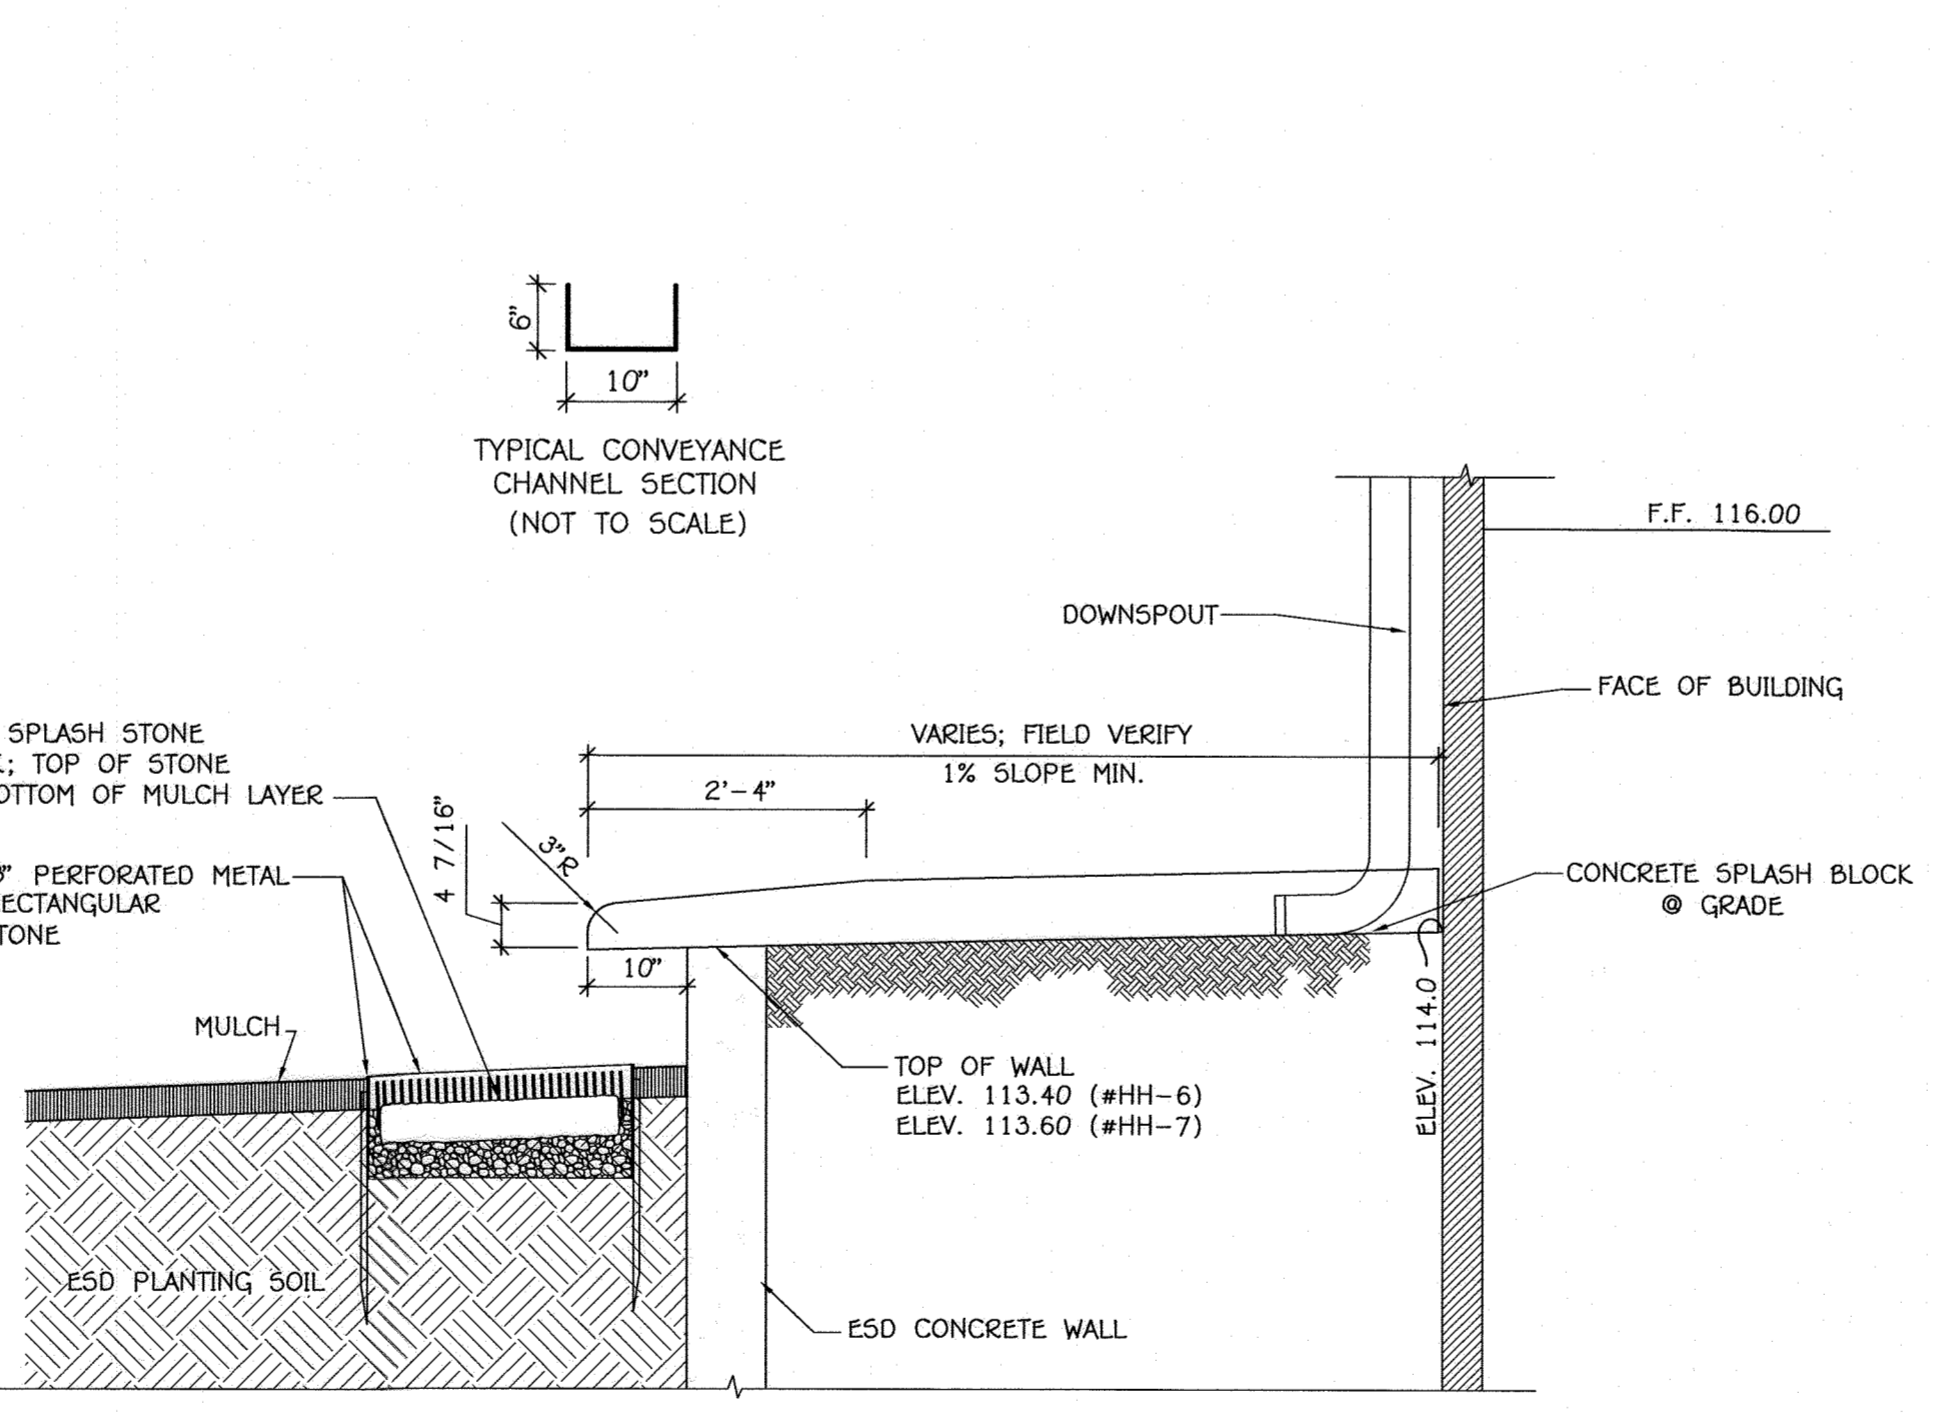 6"
10"
TYPICAL CONVEYANCE
CHANNEL SECTION
(NOT TO SCALE)
F.F. 116.00
DOWNSPOUT
FACE OF BUILDING
VARIES; FIELD VERIFY
1% SLOPE MIN.
2'-4"
4 7/16"
3"R
SPLASH STONE
; TOP OF STONE
OTTOM OF MULCH LAYER
" PERFORATED METAL
ECTANGULAR
TONE
CONCRETE SPLASH BLOCK
@ GRADE
10"
MULCH
TOP OF WALL
ELEV. 113.40 (#HH-6)
ELEV. 113.60 (#HH-7)
ELEV. 114.0
ESD PLANTING SOIL
ESD CONCRETE WALL